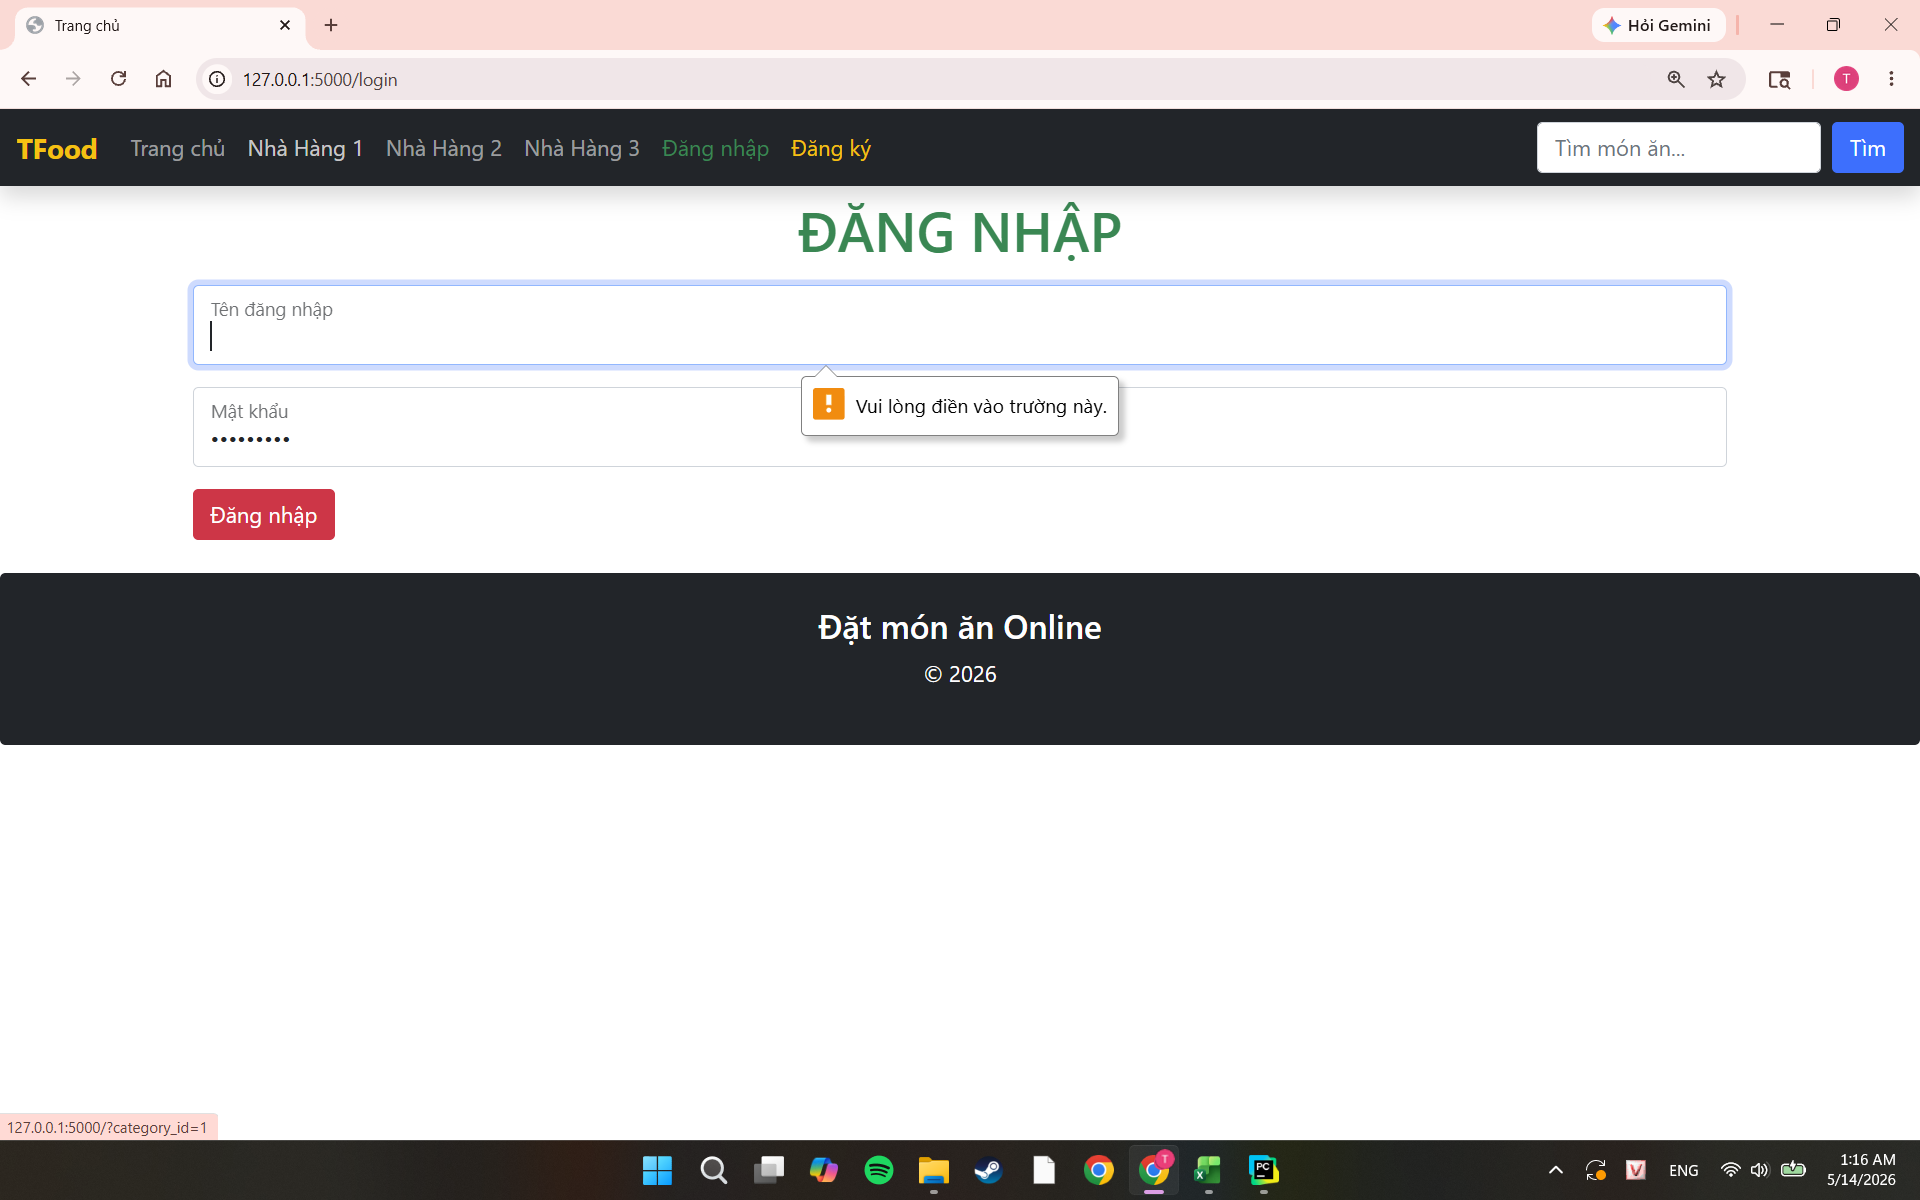 Trang chủ
Hỏi Gemini
127.0.0.1:5000/login
T
TFood Trang chủ Nhà Hàng 1 Nhà Hàng 2 Nhà Hàng 3 Đăng nhập Đăng ký Tìm món ăn... Tìm
ĐĂNG NHẬP
Tên đăng nhập
Vui lòng điền vào trường này.
Mật khẩu
•••••••••
Đăng nhập
Đặt món ăn Online
© 2026
127.0.0.1:5000/?category_id=1
T
PC
V
ENG
1:16 AM
5/14/2026